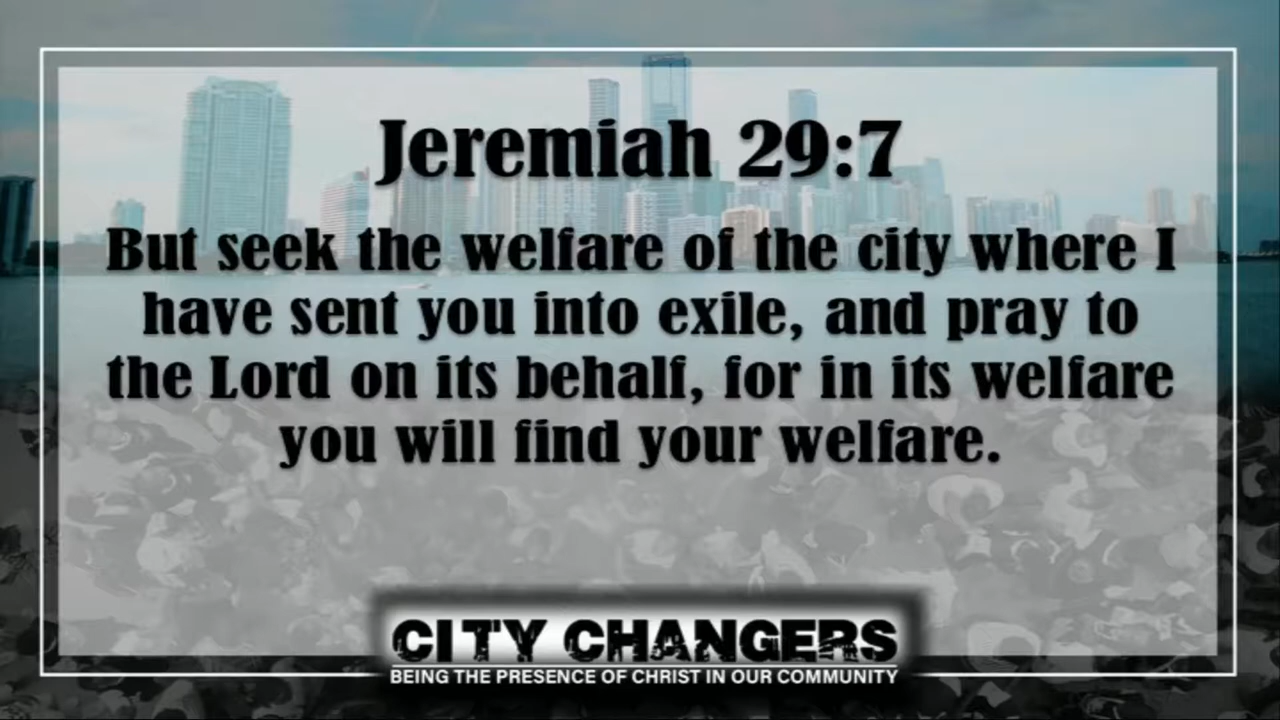 Jeremiah 29:7
But seek the welfare of the city where I
have sent you into exile, and pray to
the Lord on its behalf, for in its welfare
you will find your welfare.
CITY CHANGERS
BEING THE PRESENCE OF CHRIST IN OUR COMMUNITY